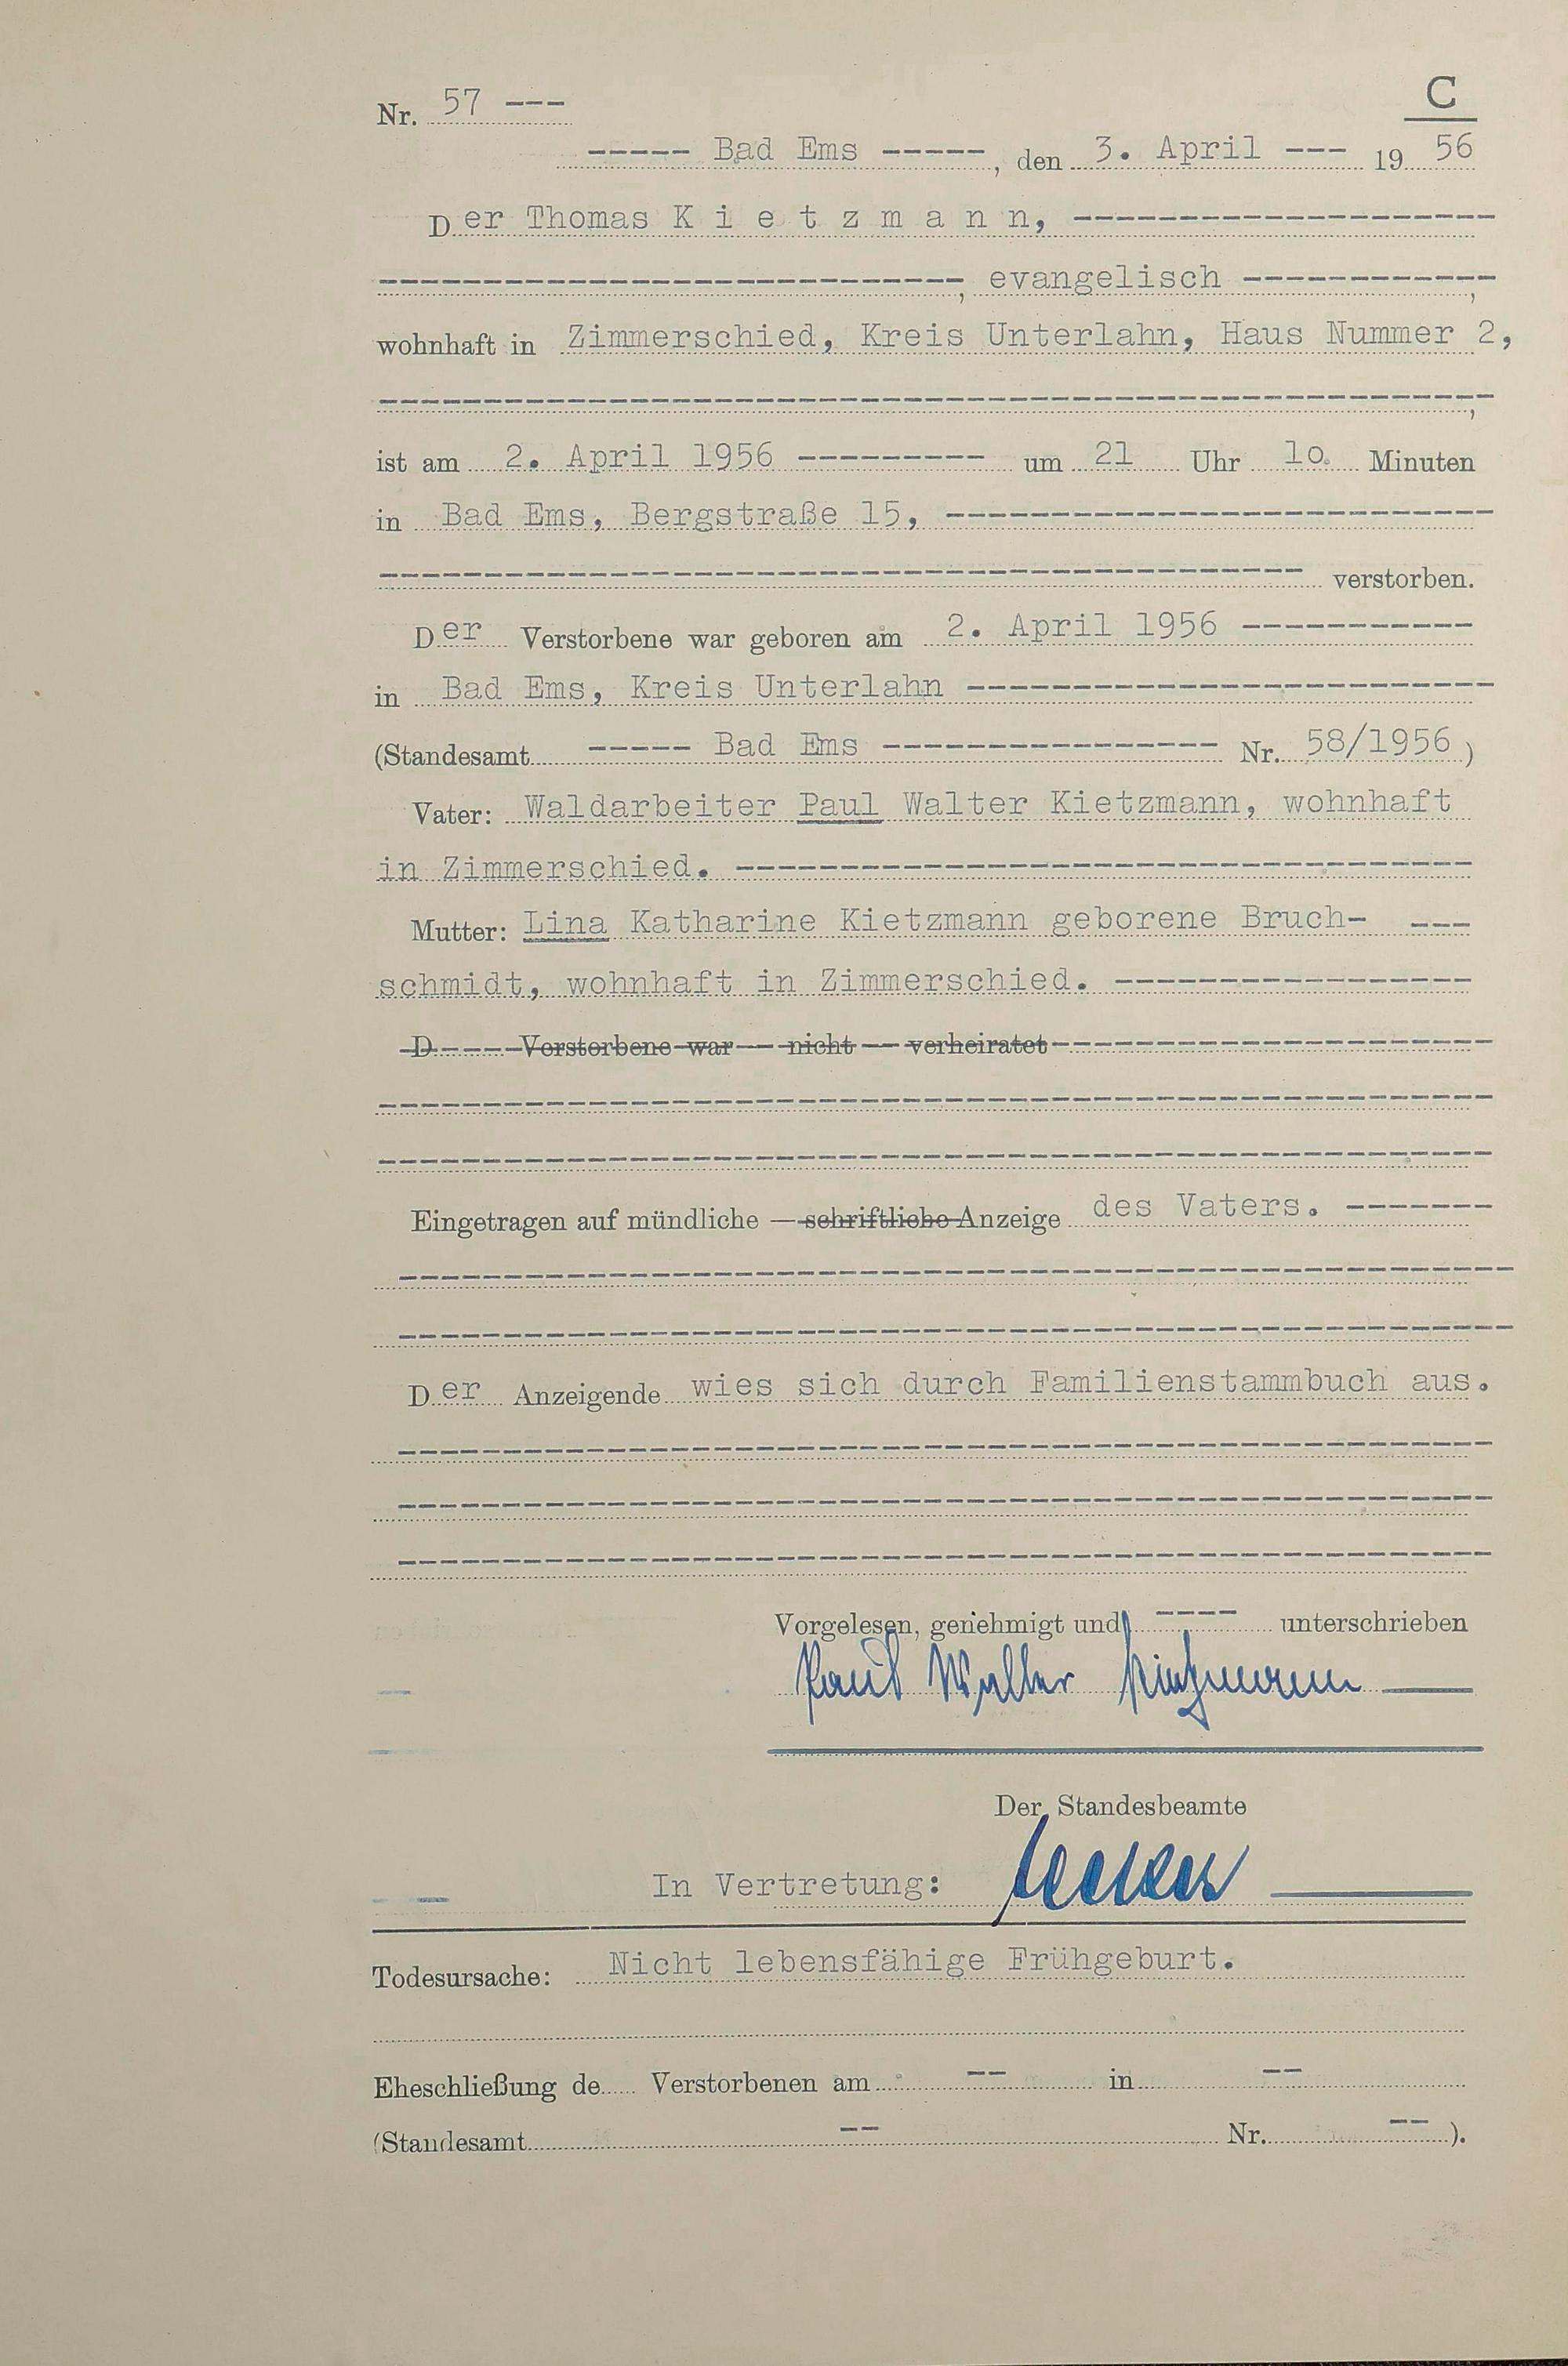 C
Nr. 57 ---
----- Bad Ems -----, den 3. April --- 19 56
Der Thomas K i e t z m a n n, --------------------
----------------------------, evangelisch ------------,
wohnhaft in Zimmerschied, Kreis Unterlahn, Haus Nummer 2,
-----------------------------------------------------,
ist am 2. April 1956 --------- um 21 Uhr 10 Minuten
in Bad Ems, Bergstraße 15, --------------------------
-------------------------------------------- verstorben.
Der Verstorbene war geboren am 2. April 1956 -----------
in Bad Ems, Kreis Unterlahn -------------------------
(Standesamt ----- Bad Ems ---------------- Nr. 58/1956)
Vater: Waldarbeiter Paul Walter Kietzmann, wohnhaft
in Zimmerschied. -----------------------------------
Mutter: Lina Katharine Kietzmann geborene Bruch- ---
schmidt, wohnhaft in Zimmerschied. -----------------
D---- Verstorbene war — nicht — verheiratet ---------------------
-----------------------------------------------------
-----------------------------------------------------
Eingetragen auf mündliche — schriftliche Anzeige des Vaters. -------
-----------------------------------------------------
-----------------------------------------------------
Der Anzeigende wies sich durch Familienstammbuch aus.
----------------------------------------------------
----------------------------------------------------
----------------------------------------------------
Vorgelesen, genehmigt und ---- unterschrieben
Paul Walter Kietzmann
Der Standesbeamte
In Vertretung:
Todesursache: Nicht lebensfähige Frühgeburt.
Eheschließung de Verstorbenen am -- in --
(Standesamt -- Nr. -- ).